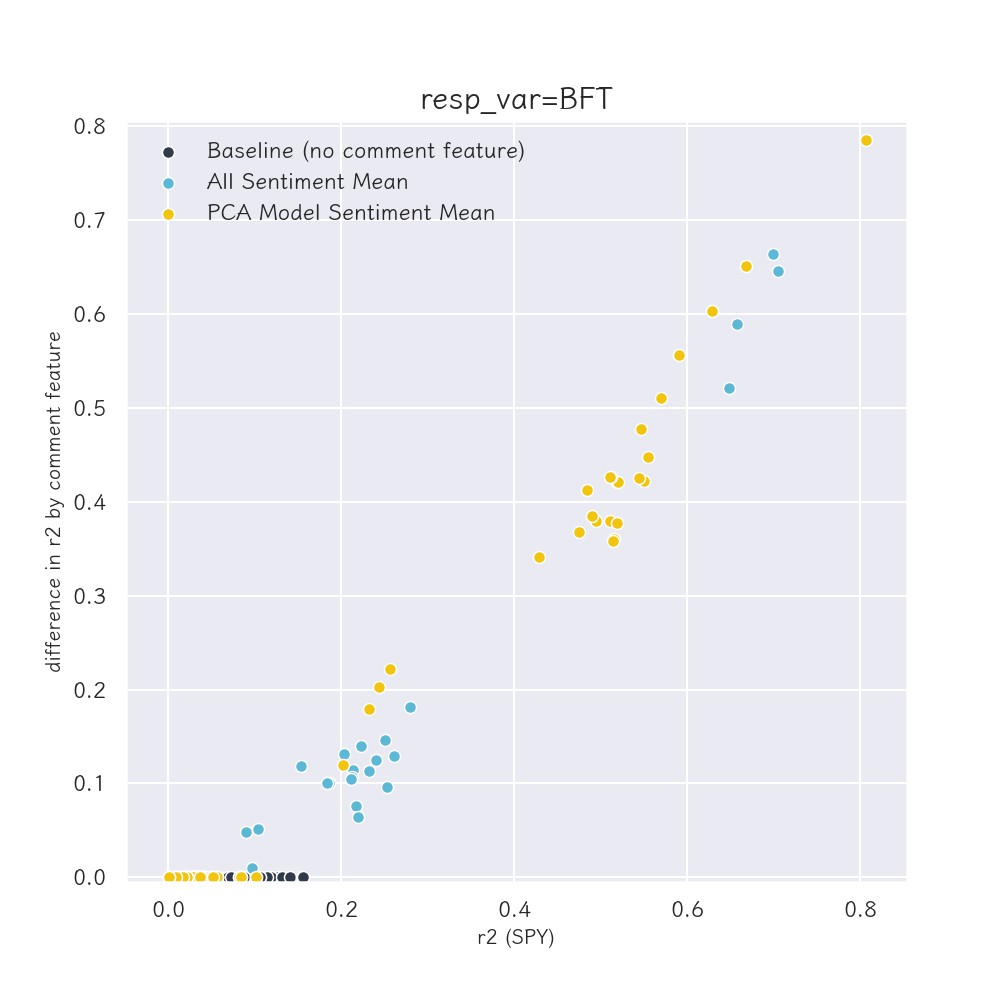 resp_var=BFT
Baseline (no comment feature)
All Sentiment Mean
PCA Model Sentiment Mean
difference in r2 by comment feature
0.8
0.7
0.6
0.5
0.4
0.3
0.2
0.1
0.0
0.0 0.2 0.4 0.6 0.8
r2 (SPY)